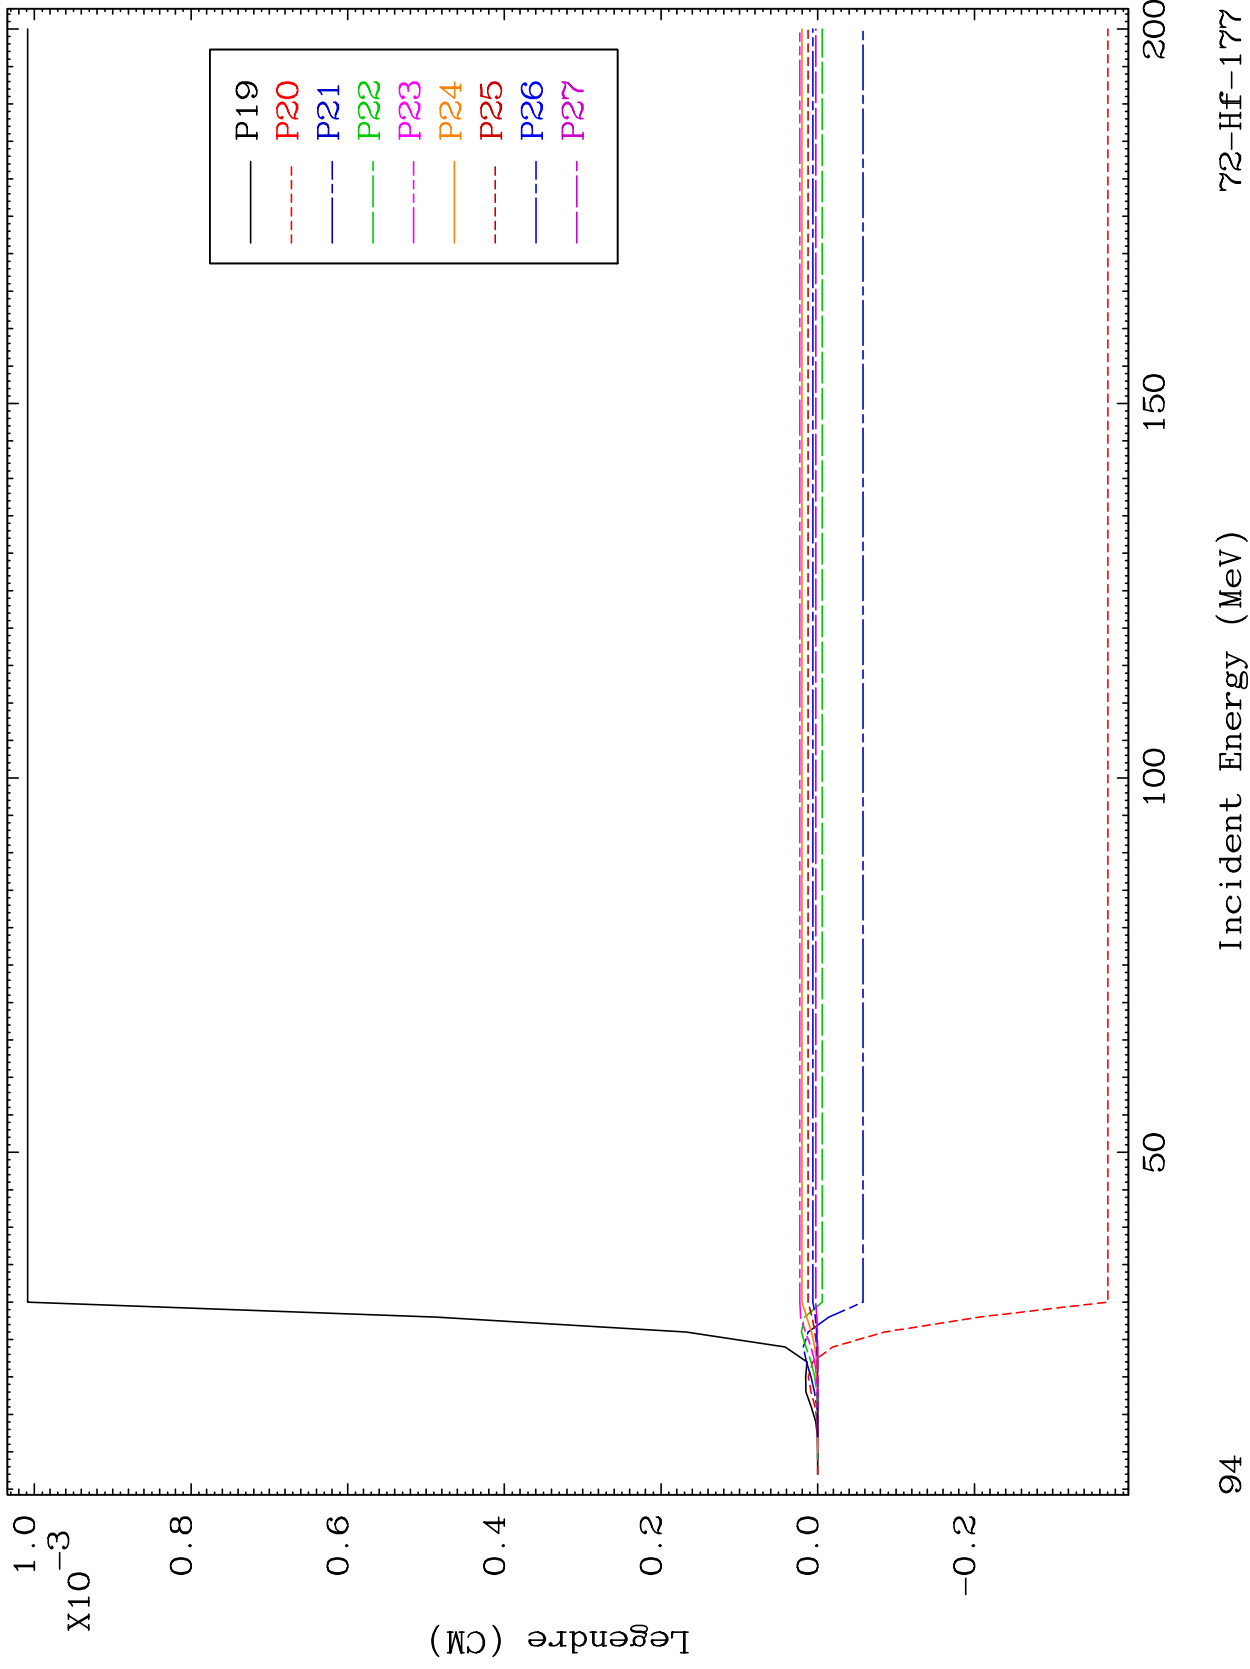 P19
P20
P21
P22
P23
P24
P25
P26
P27
1.0
X10
-3
0.8
0.6
0.4
0.2
0.0
-0.2
Legendre (CM)
50
100
150
200
Incident Energy (MeV)
94
72-Hf-177